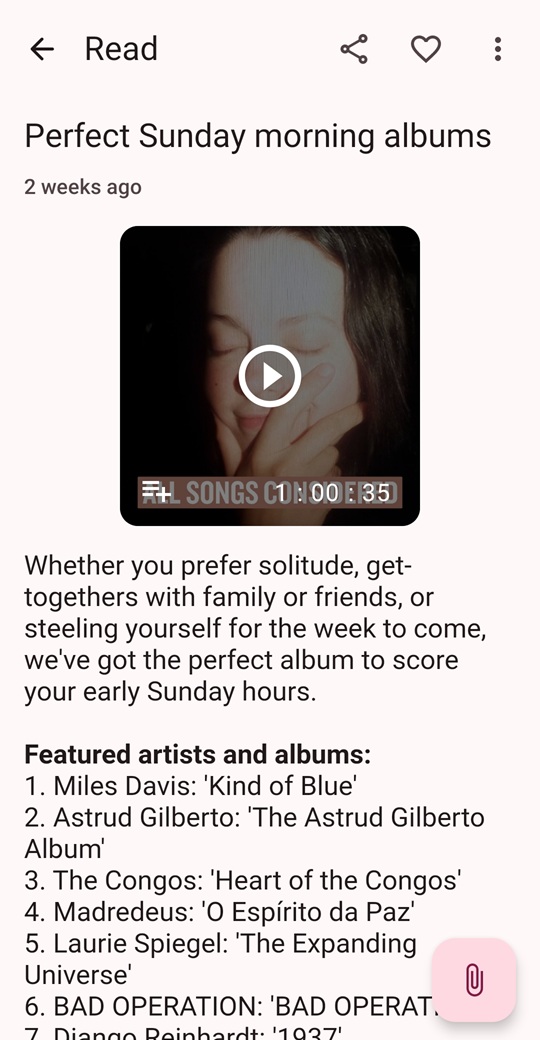 Read
Perfect Sunday morning albums
2 weeks ago
ALL SONGS CONSIDERED
1:00:35
Whether you prefer solitude, get-
togethers with family or friends, or
steeling yourself for the week to come,
we've got the perfect album to score
your early Sunday hours.
Featured artists and albums:
1. Miles Davis: 'Kind of Blue'
2. Astrud Gilberto: 'The Astrud Gilberto
Album'
3. The Congos: 'Heart of the Congos'
4. Madredeus: 'O Espírito da Paz'
5. Laurie Spiegel: 'The Expanding
Universe'
6. BAD OPERATION: 'BAD OPERAT
7. Django Reinhardt: '1937'